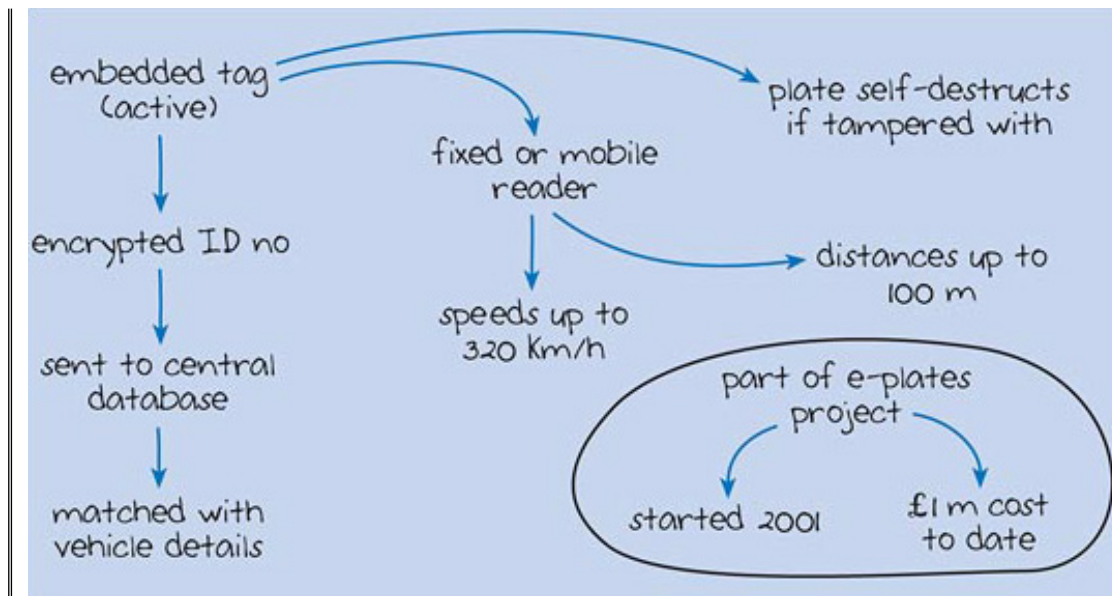 embedded tag
(active)
plate self-destructs
if tampered with
fixed or mobile
reader
encrypted ID no
distances up to
100 m
speeds up to
320 Km/h
sent to central
database
part of e-plates
project
matched with
vehicle details
started 2001
£1 m cost
to date